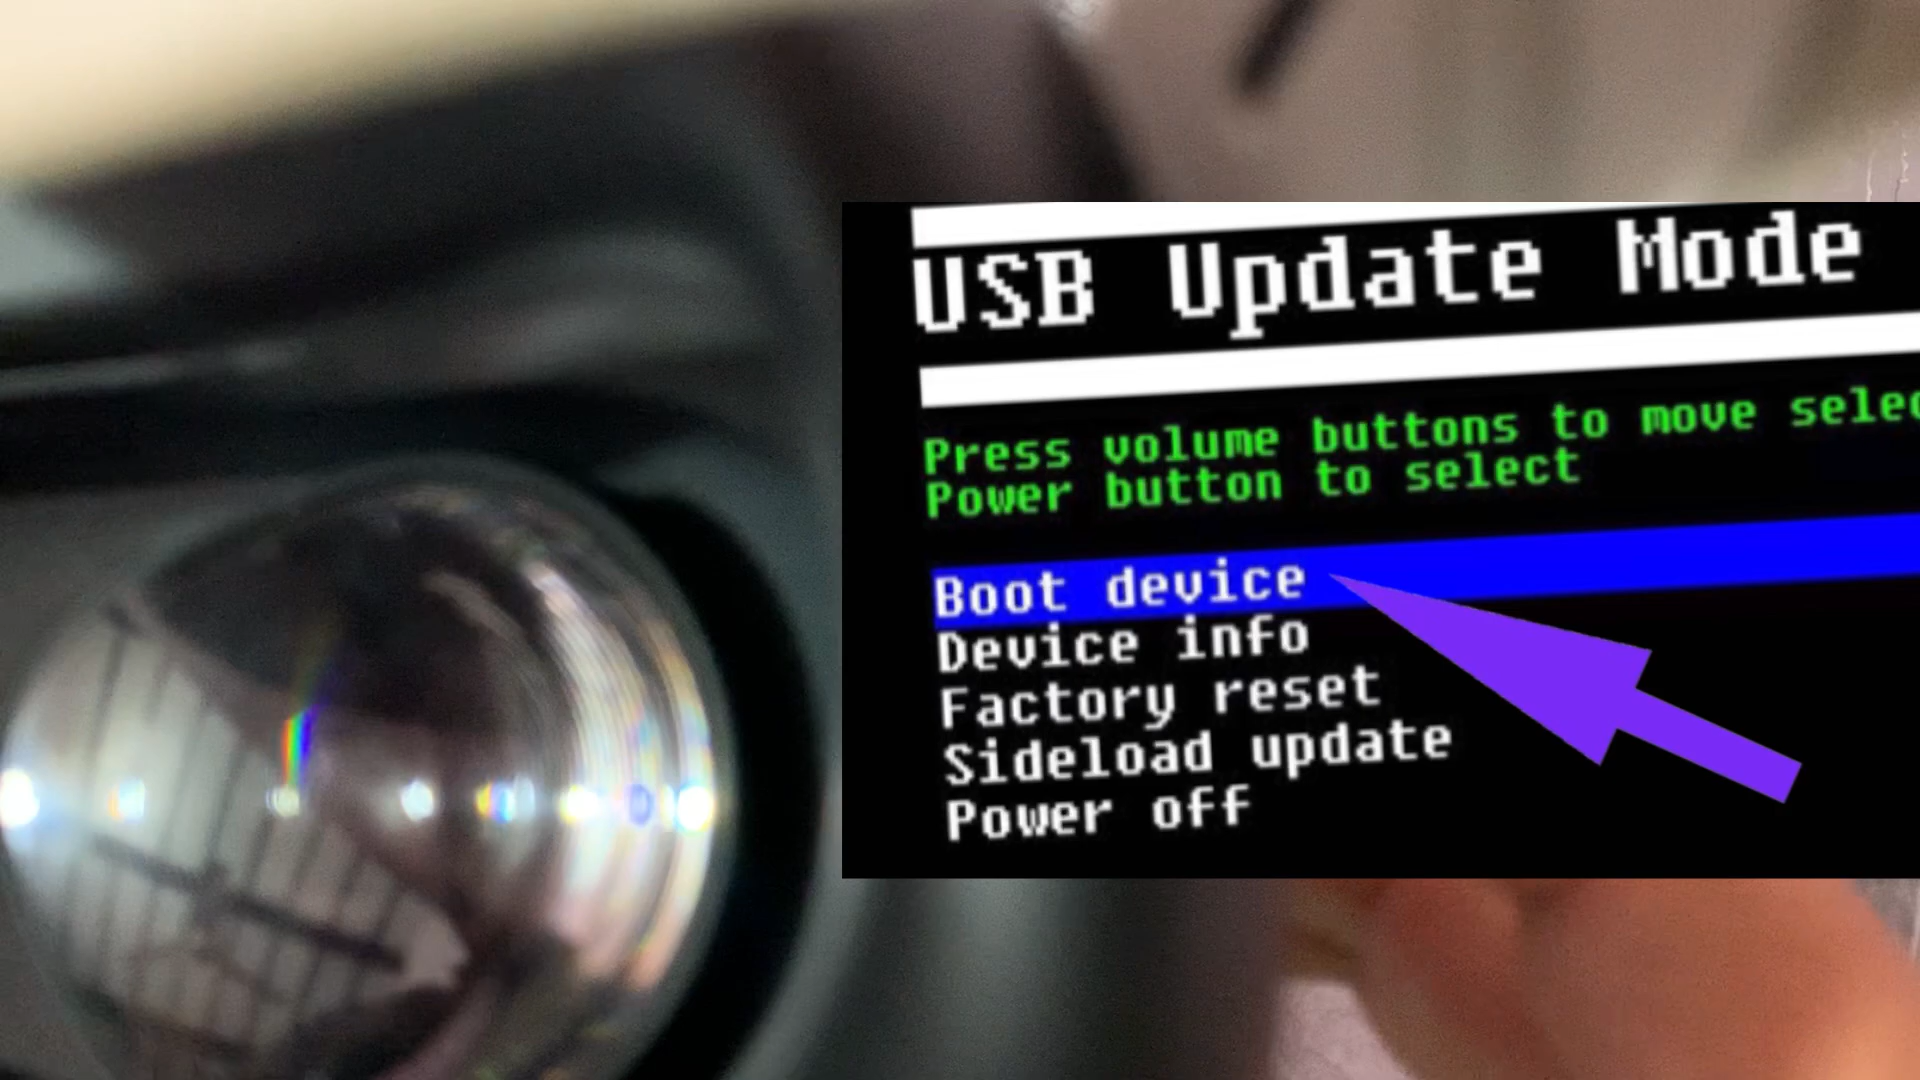 USB Update Mode
Press volume buttons to move selec
Power button to select
Boot device
Device info
Factory reset
Sideload update
Power off